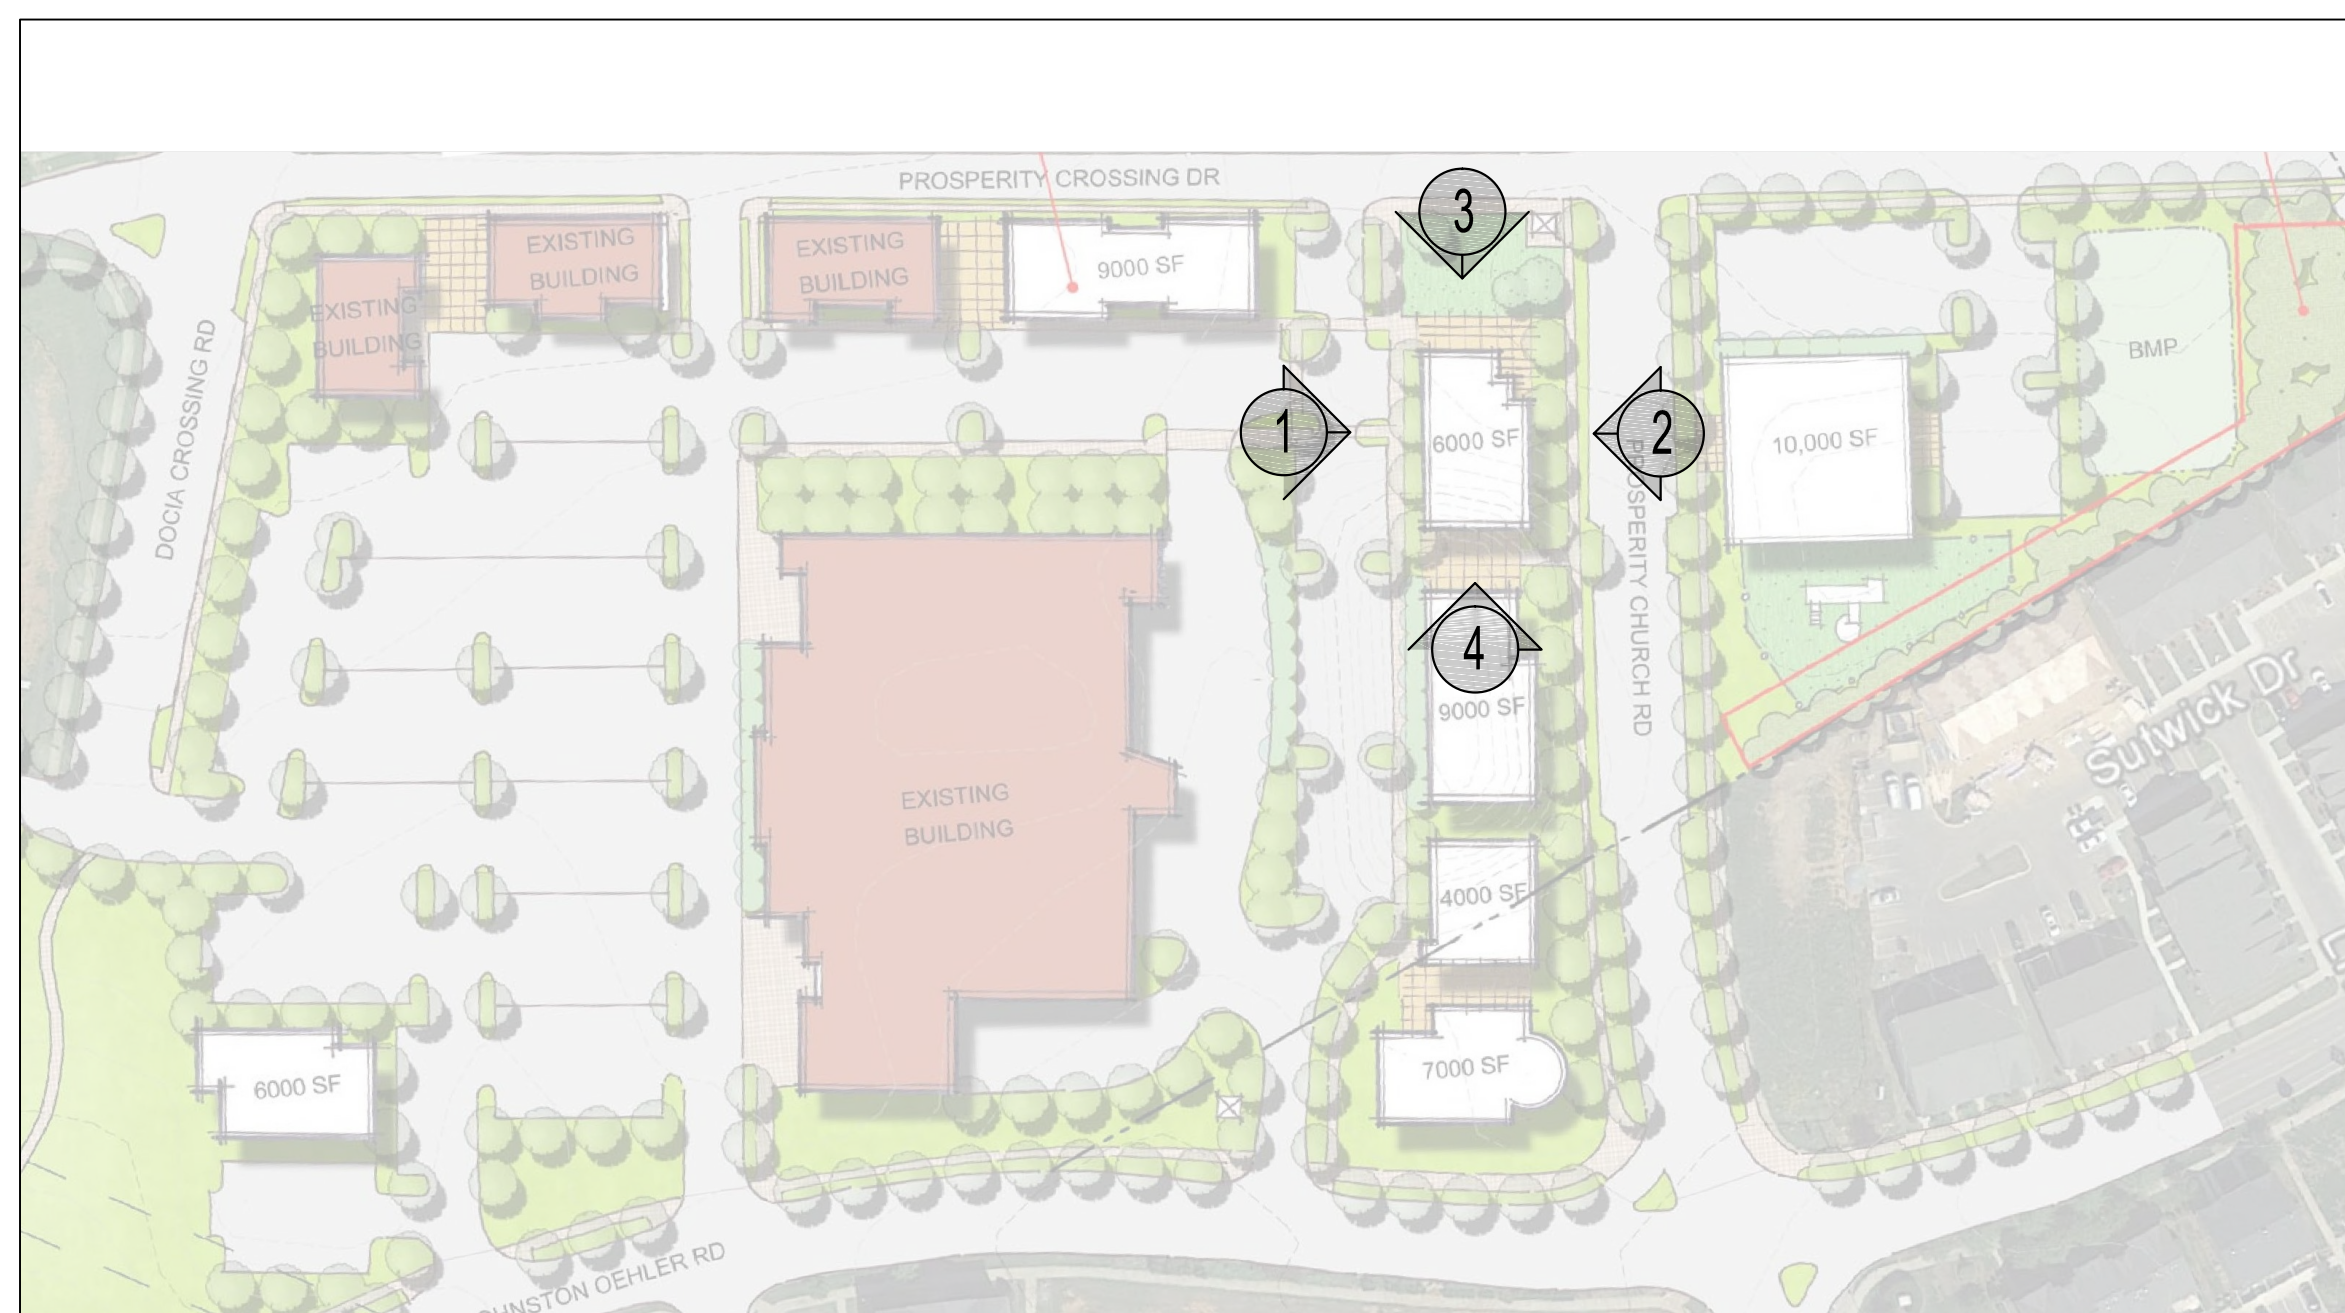 PROSPERITY CROSSING DR
3
EXISTING
BUILDING
EXISTING
BUILDING
9000 SF
EXISTING
BUILDING
DOCIA CROSSING RD
BMP
1
6000 SF
2
10,000 SF
PROSPERITY CHURCH RD
4
9000 SF
Sutwick Dr
EXISTING
BUILDING
4000 SF
7000 SF
6000 SF
OEHLER RD